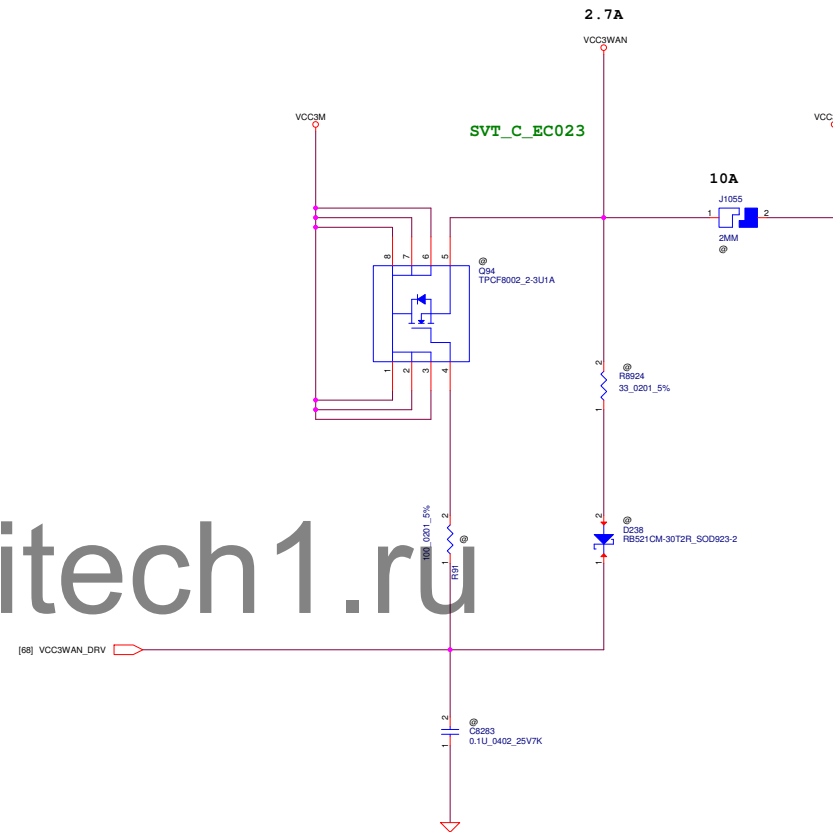 2.7A
VCC3WAN
VCC3M
SVT_C_EC023
VCC
10A
J1055
1
2
2MM
@
8
7
6
5
@
Q94
TPCF8002_2-3U1A
1
2
3
4
2
@
R8924
33_0201_5%
1
100_0201_5%
2
@
1
R91
2
@
D238
RB521CM-30T2R_SOD923-2
1
itech1.ru
[68] VCC3WAN_DRV
2
@
C8283
0.1U_0402_25V7K
1